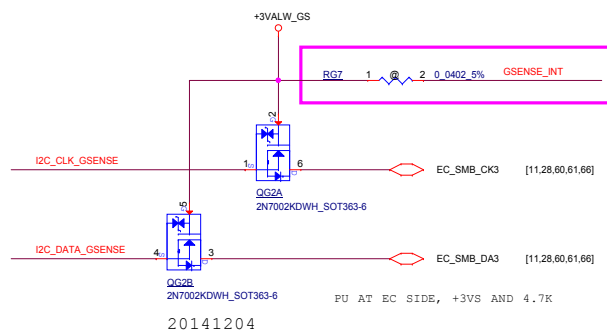 +3VALW_GS
RG7 1 @ 2 0_0402_5% GSENSE_INT
2
I2C_CLK_GSENSE 1 6 EC_SMB_CK3 [11,28,60,61,66]
QG2A
2N7002KDWH_SOT363-6
5
I2C_DATA_GSENSE 4 3 EC_SMB_DA3 [11,28,60,61,66]
QG2B
2N7002KDWH_SOT363-6
PU AT EC SIDE, +3VS AND 4.7K
20141204